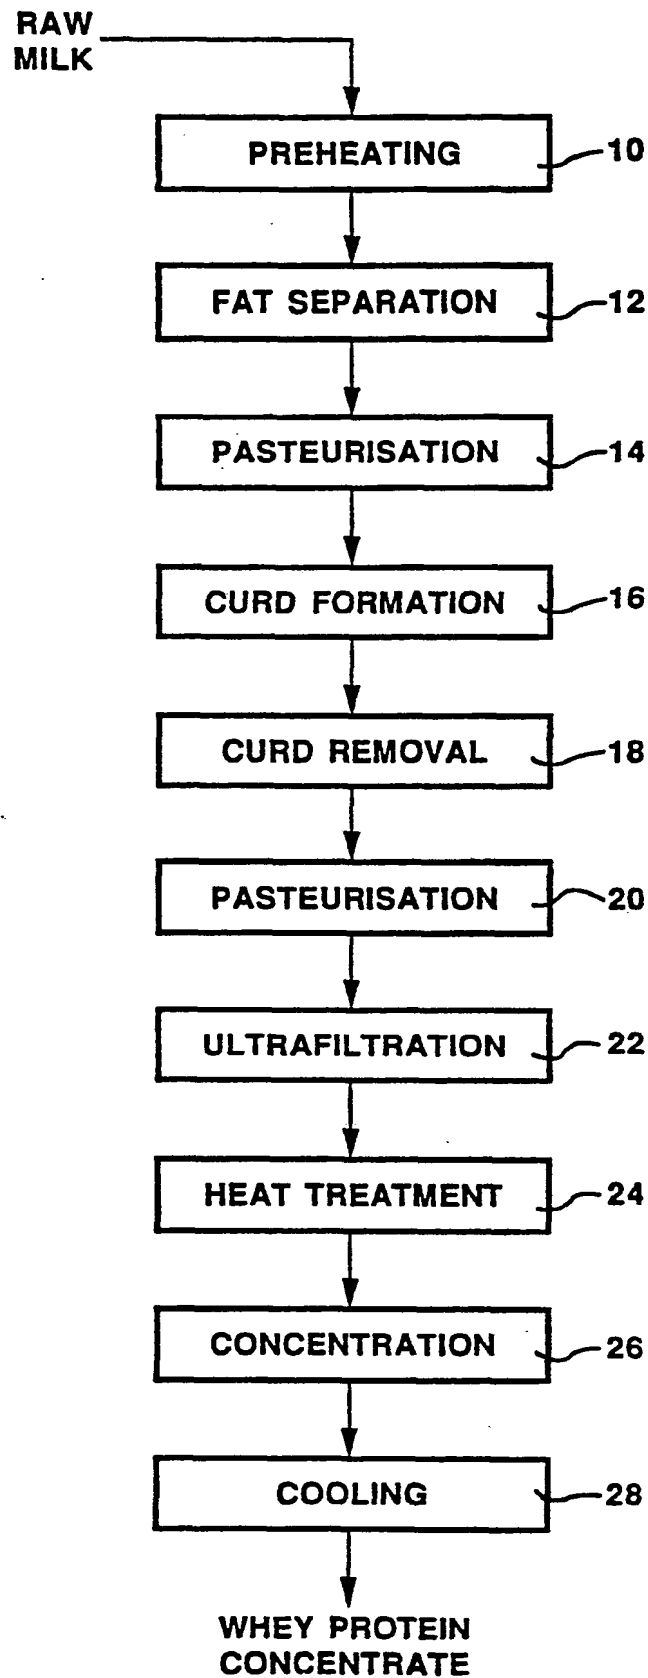 RAW
MILK
PREHEATING 10
FAT SEPARATION 12
PASTEURISATION 14
CURD FORMATION 16
CURD REMOVAL 18
PASTEURISATION 20
ULTRAFILTRATION 22
HEAT TREATMENT 24
CONCENTRATION 26
COOLING 28
WHEY PROTEIN
CONCENTRATE